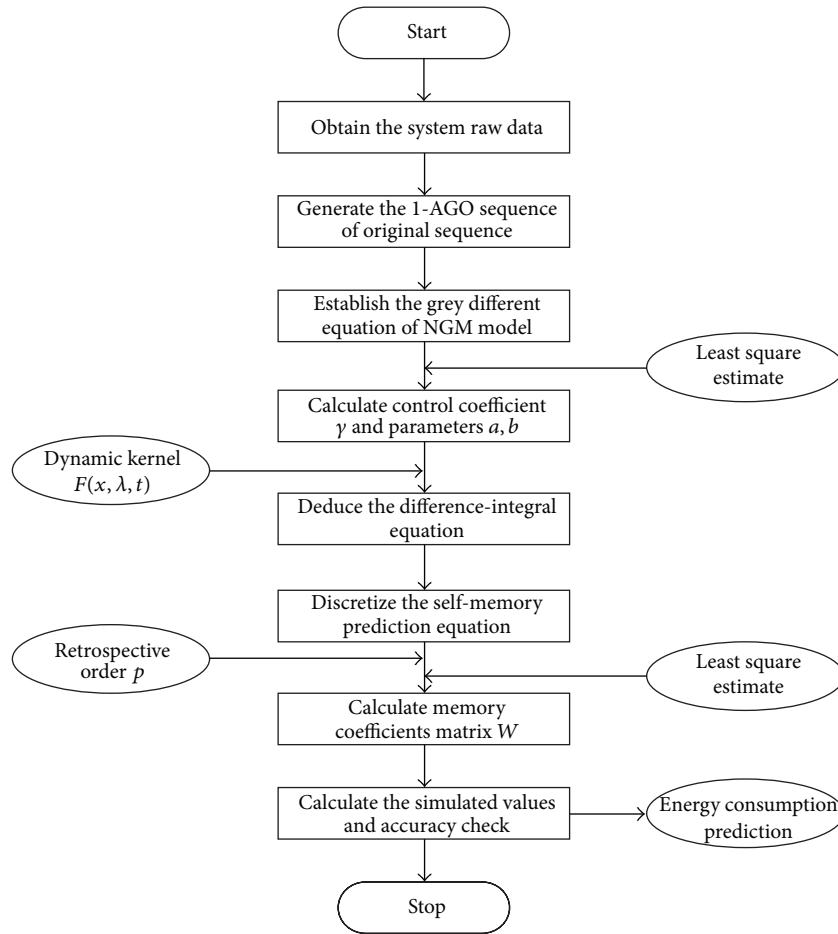 Start
Obtain the system raw data
Generate the 1-AGO sequence
of original sequence
Establish the grey different
equation of NGM model
Least square
estimate
Calculate control coefficient
γ and parameters a, b
Dynamic kernel
F(x, λ, t)
Deduce the difference-integral
equation
Discretize the self-memory
prediction equation
Retrospective
order p
Least square
estimate
Calculate memory
coefficients matrix W
Calculate the simulated values
and accuracy check
Energy consumption
prediction
Stop